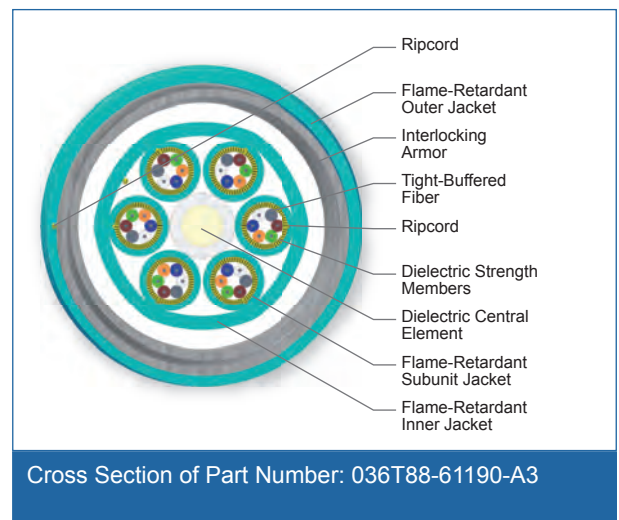 Ripcord
Flame-Retardant
Outer Jacket
Interlocking
Armor
Tight-Buffered
Fiber
Ripcord
Dielectric Strength
Members
Dielectric Central
Element
Flame-Retardant
Subunit Jacket
Flame-Retardant
Inner Jacket
Cross Section of Part Number: 036T88-61190-A3